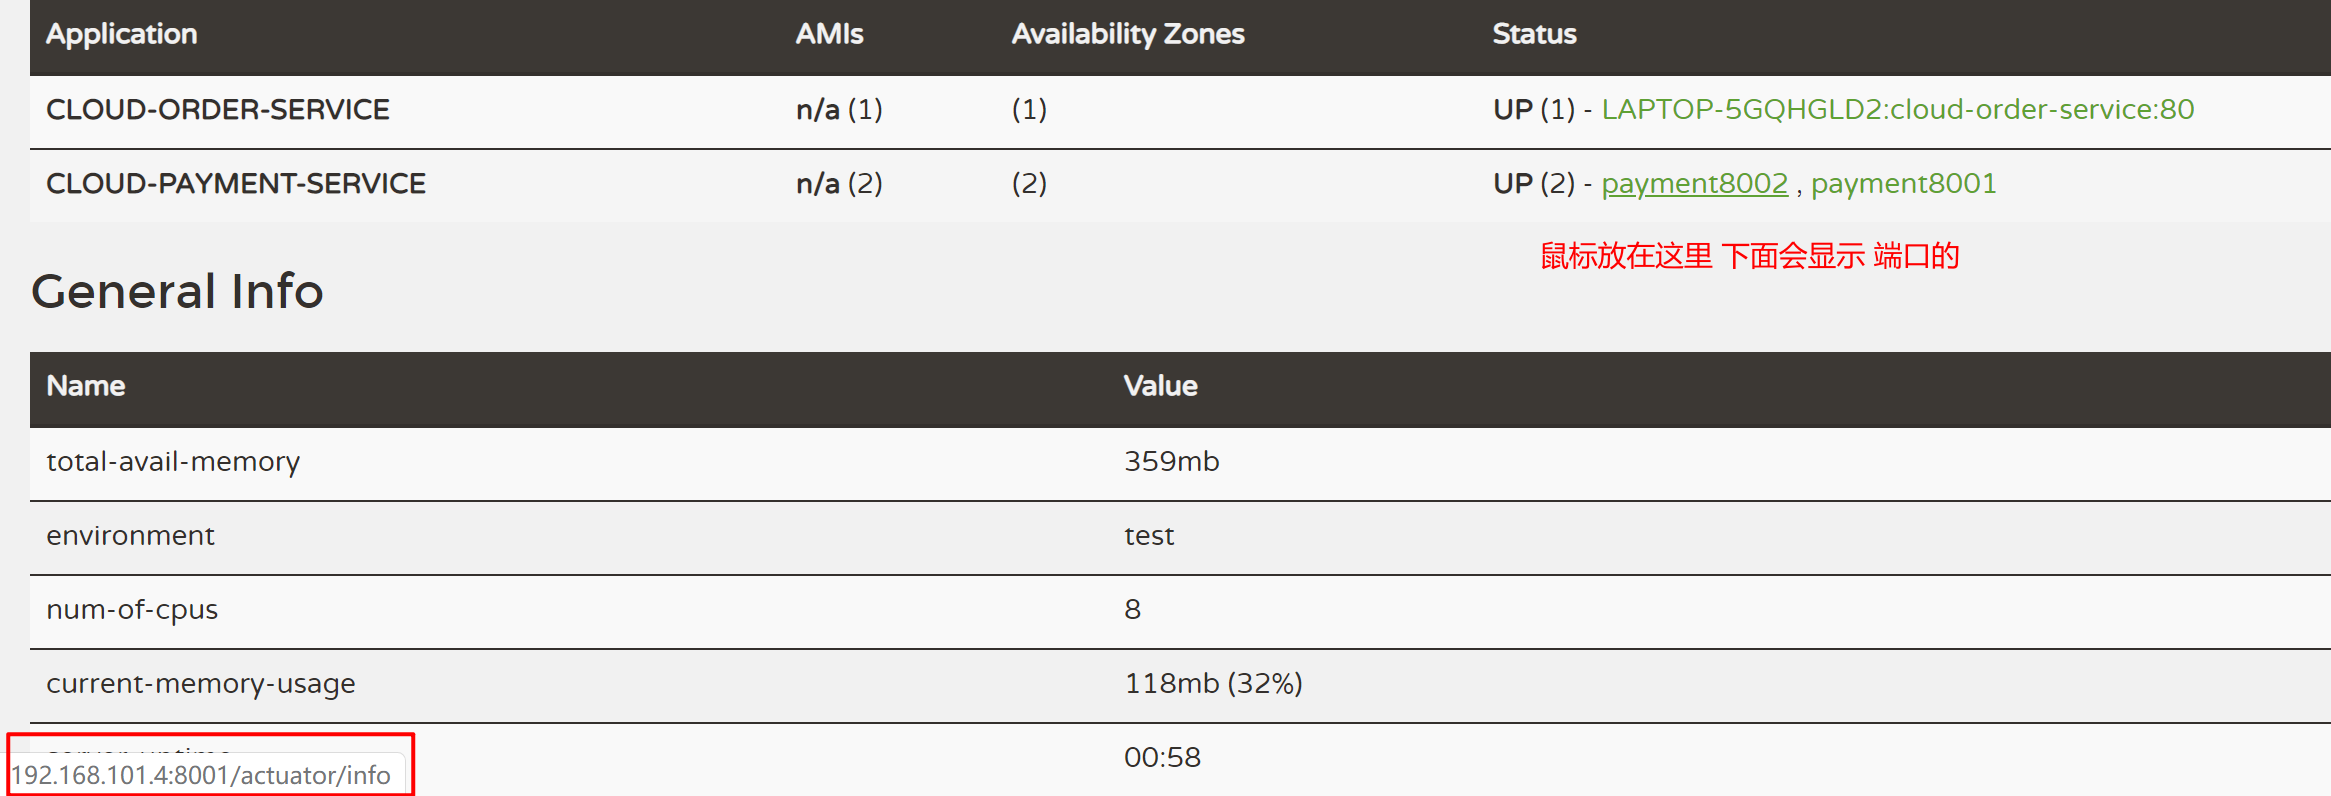 Application AMIs Availability Zones Status
CLOUD-ORDER-SERVICE n/a (1) (1) UP (1) - LAPTOP-5GQHGLD2:cloud-order-service:80
CLOUD-PAYMENT-SERVICE n/a (2) (2) UP (2) - payment8002 , payment8001
鼠标放在这里 下面会显示 端口的
General Info
Name Value
total-avail-memory 359mb
environment test
num-of-cpus 8
current-memory-usage 118mb (32%)
server-uptime 00:58
192.168.101.4:8001/actuator/info